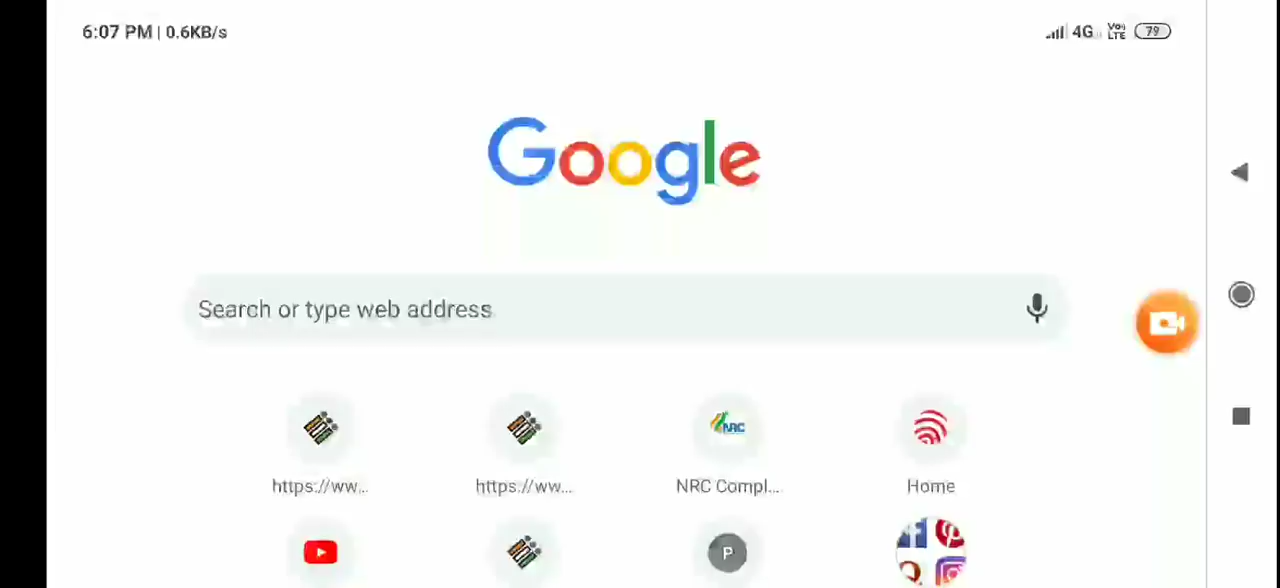 6:07 PM | 0.6KB/s
4G VoLTE 79
Google
Search or type web address
NRC
https://ww...
https://ww...
NRC Compl...
Home
P